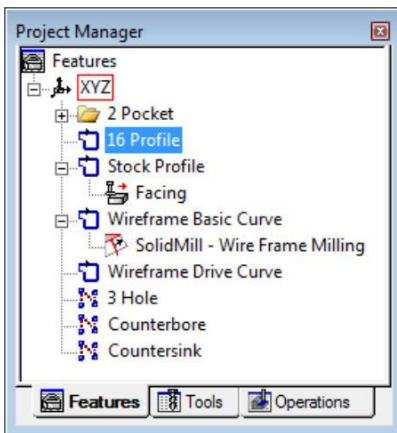 Project Manager
Features
XYZ
2 Pocket
16 Profile
Stock Profile
Facing
Wireframe Basic Curve
SolidMill - Wire Frame Milling
Wireframe Drive Curve
3 Hole
Counterbore
Countersink
Features Tools Operations